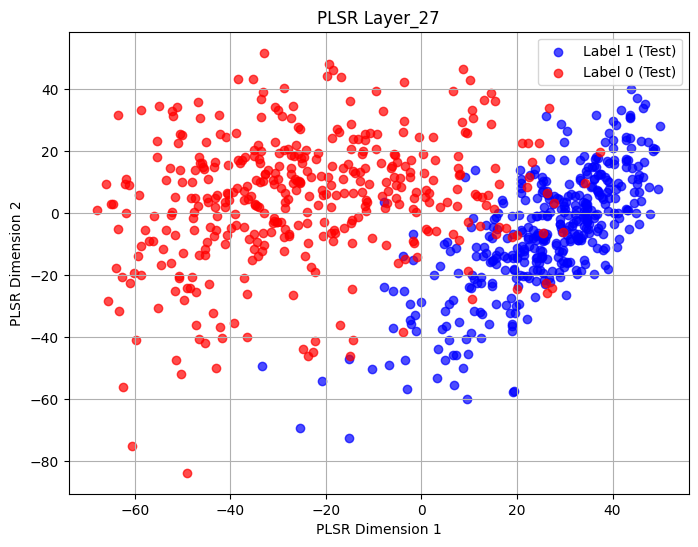 PLSR Layer_27
Label 1 (Test)
Label 0 (Test)
PLSR Dimension 2
40
20
0
−20
−40
−60
−80
−60
−40
−20
0
20
40
PLSR Dimension 1